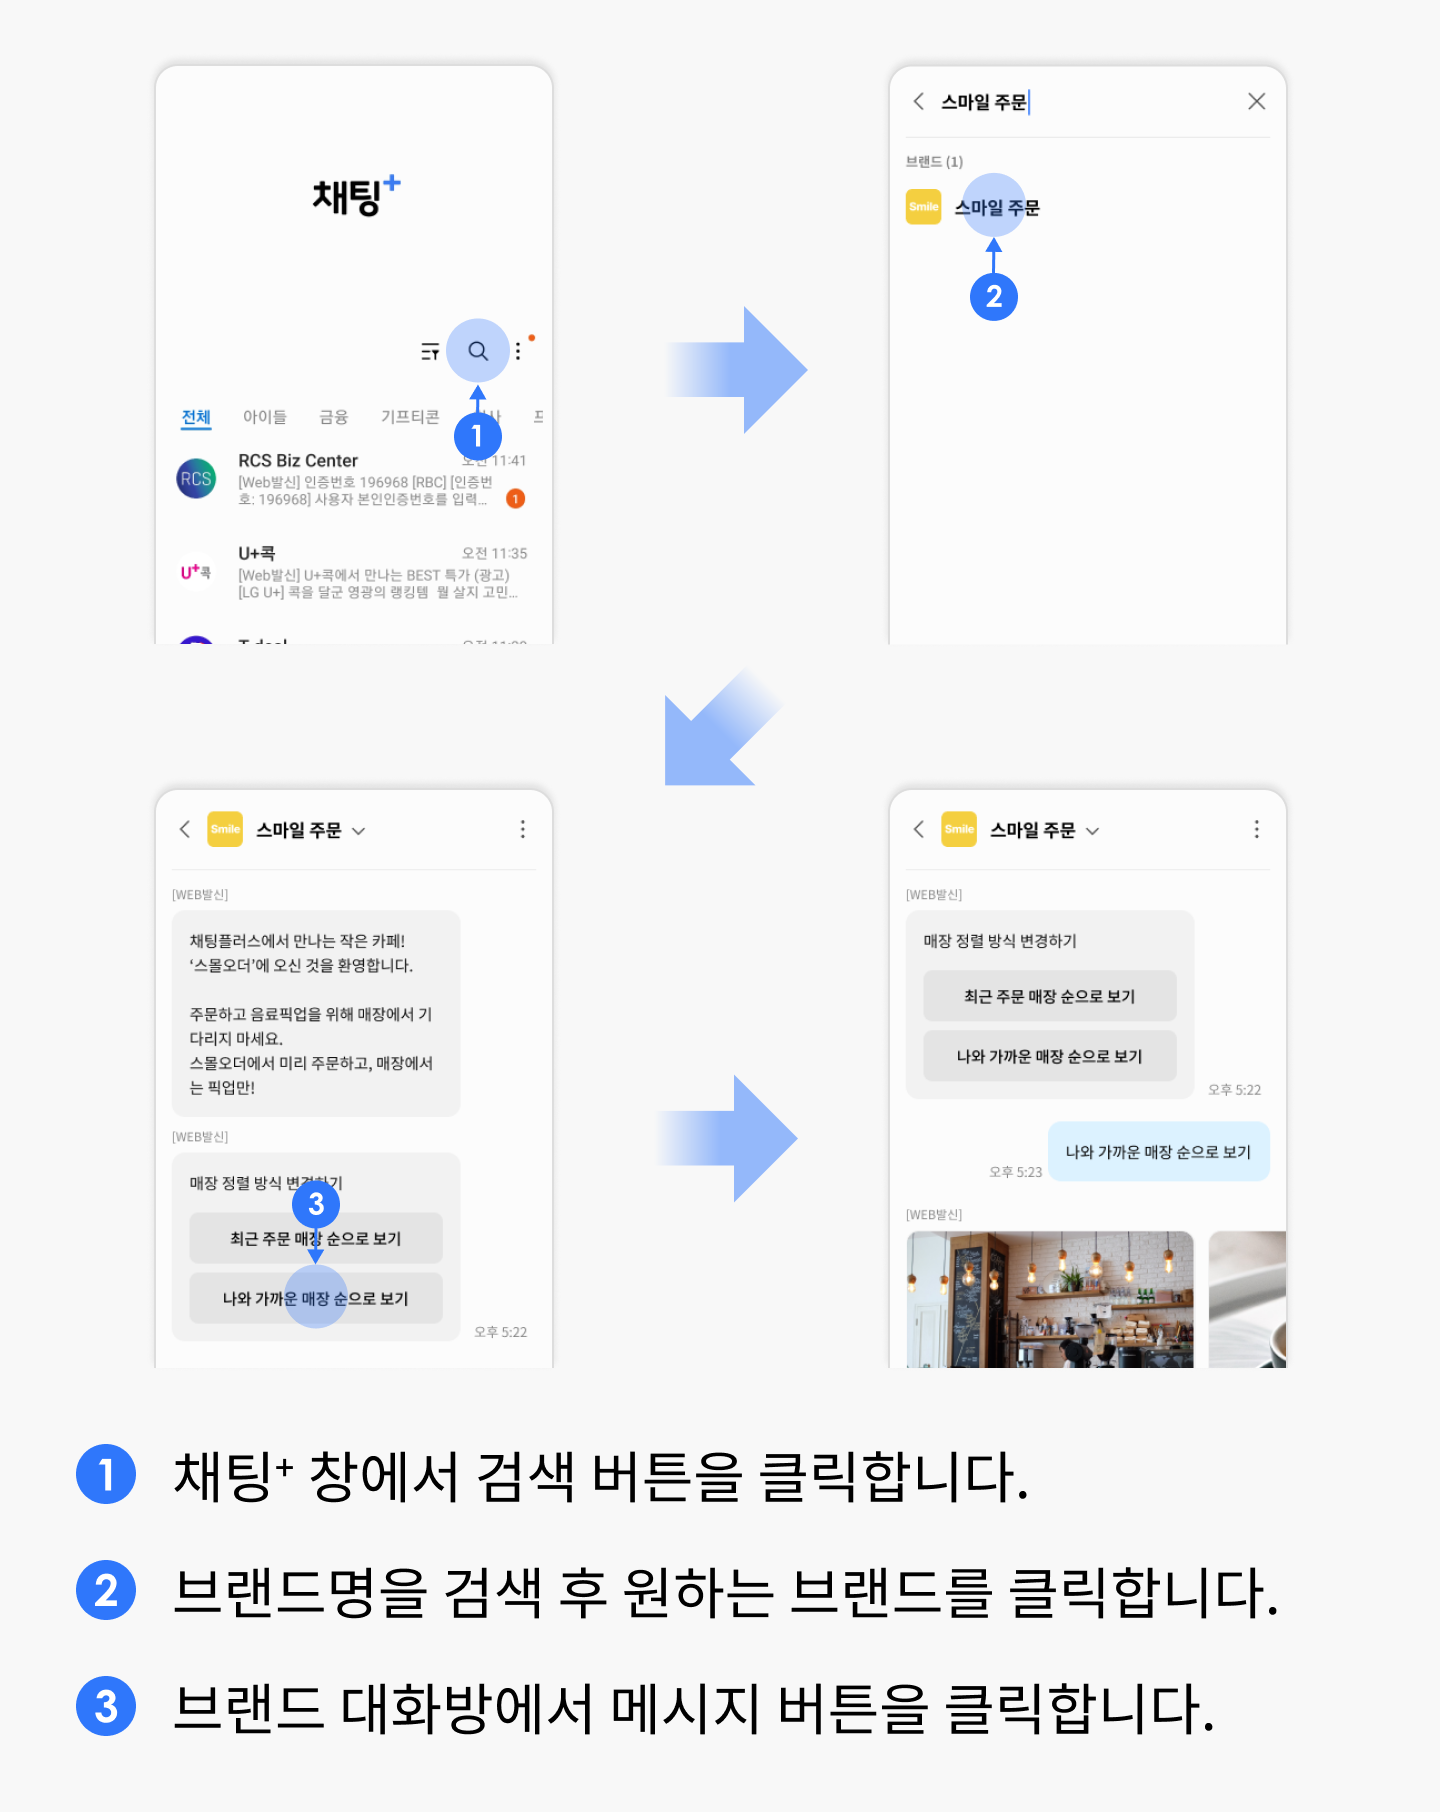 채팅+
전체 아이들 금융 기프티콘
1
RCS
RCS Biz Center
오전 11:41
[Web발신] 인증번호 196968 [RBC] [인증번
호: 196968] 사용자 본인인증번호를 입력...
1
U+콕
U+콕
오전 11:35
[Web발신] U+콕에서 만나는 BEST 특가 (광고)
[LG U+] 콕을 달군 영광의 랭킹템  뭘 살지 고민...
스마일 주문
브랜드 (1)
Smile
스마일 주문
2
Smile
스마일 주문
[WEB발신]
채팅플러스에서 만나는 작은 카페!
‘스몰오더’에 오신 것을 환영합니다.
주문하고 음료픽업을 위해 매장에서 기
다리지 마세요.
스몰오더에서 미리 주문하고, 매장에서
는 픽업만!
[WEB발신]
매장 정렬 방식 변경하기
3
최근 주문 매장 순으로 보기
나와 가까운 매장 순으로 보기
오후 5:22
Smile
스마일 주문
[WEB발신]
매장 정렬 방식 변경하기
최근 주문 매장 순으로 보기
나와 가까운 매장 순으로 보기
오후 5:22
나와 가까운 매장 순으로 보기
오후 5:23
[WEB발신]
1 채팅+ 창에서 검색 버튼을 클릭합니다.
2 브랜드명을 검색 후 원하는 브랜드를 클릭합니다.
3 브랜드 대화방에서 메시지 버튼을 클릭합니다.